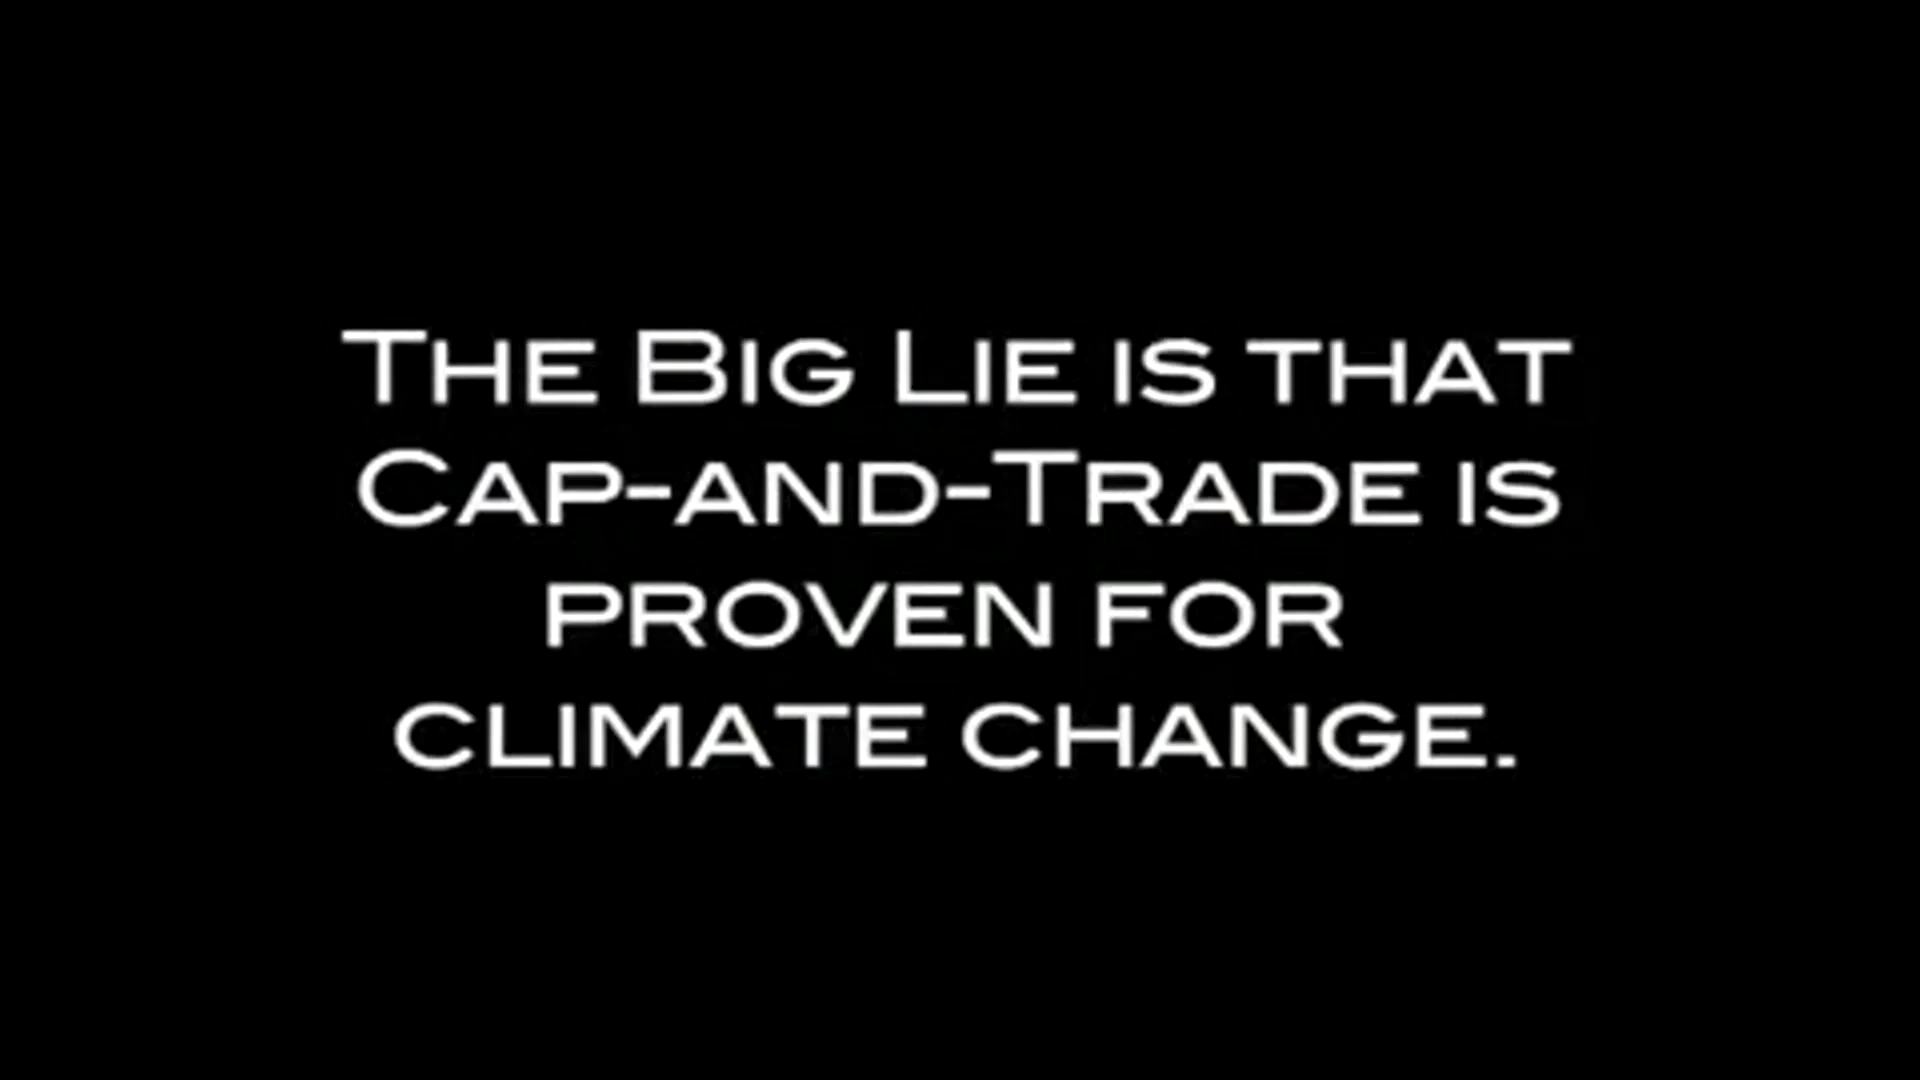 The Big Lie is that
Cap-and-Trade is
proven for
climate change.